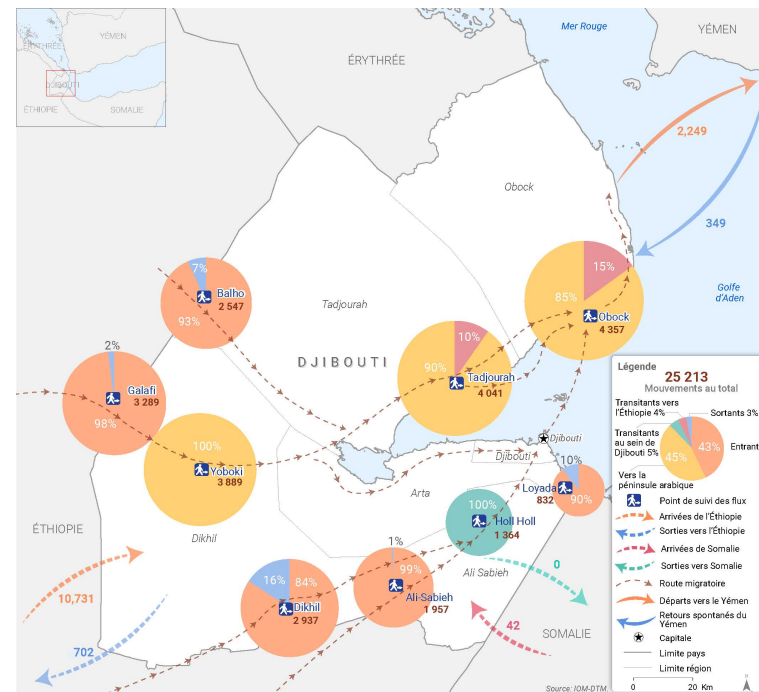 ÉRYTHRÉE
YÉMEN
DJIBOUTI
ÉTHIOPIE
SOMALIE
Mer Rouge
YÉMEN
ÉRYTHRÉE
2,249
349
Obock
Golfe
d'Aden
7%
Balho
2 547
93%
Tadjourah
15%
85%
Obock
4 357
2%
Galafi
3 289
98%
DJIBOUTI
10%
90%
Tadjourah
4 041
100%
Yoboki
3 889
Dikhil
Djibouti
Djibouti
Arta
10%
Loyada
832
90%
100%
Holl Holl
1 364
Ali Sabieh
ÉTHIOPIE
10,731
702
16%
84%
Dikhil
2 937
1%
99%
Ali-Sabieh
1 957
0
42
SOMALIE
Source: IOM-DTM.
Légende
25 213
Mouvements au total
Transitants vers
l'Éthiopie 4%
Sortants 3%
Transitants
au sein de
Djibouti 5%
43%
Entrant
45%
Vers la
péninsule arabique
Point de suivi des flux
Arrivées de l'Éthiopie
Sorties vers l'Éthiopie
Arrivées de Somalie
Sorties vers Somalie
Route migratoire
Départs vers le Yémen
Retours spontanés du
Yémen
Capitale
Limite pays
Limite région
0 20 Km